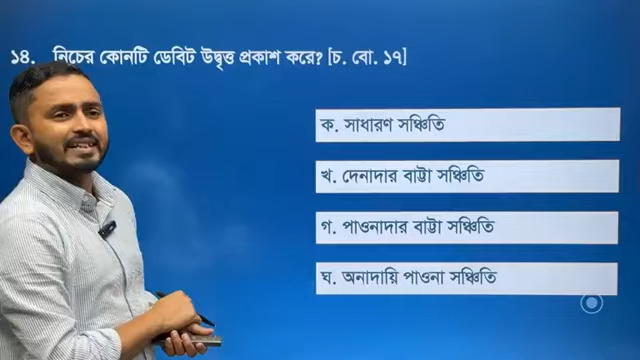 ১৪. নিচের কোনটি ডেবিট উদ্বৃত্ত প্রকাশ করে? [চ. বো. ১৭]
ক. সাধারণ সঞ্চিতি
খ. দেনাদার বাট্টা সঞ্চিতি
গ. পাওনাদার বাট্টা সঞ্চিতি
ঘ. অনাদায়ি পাওনা সঞ্চিতি